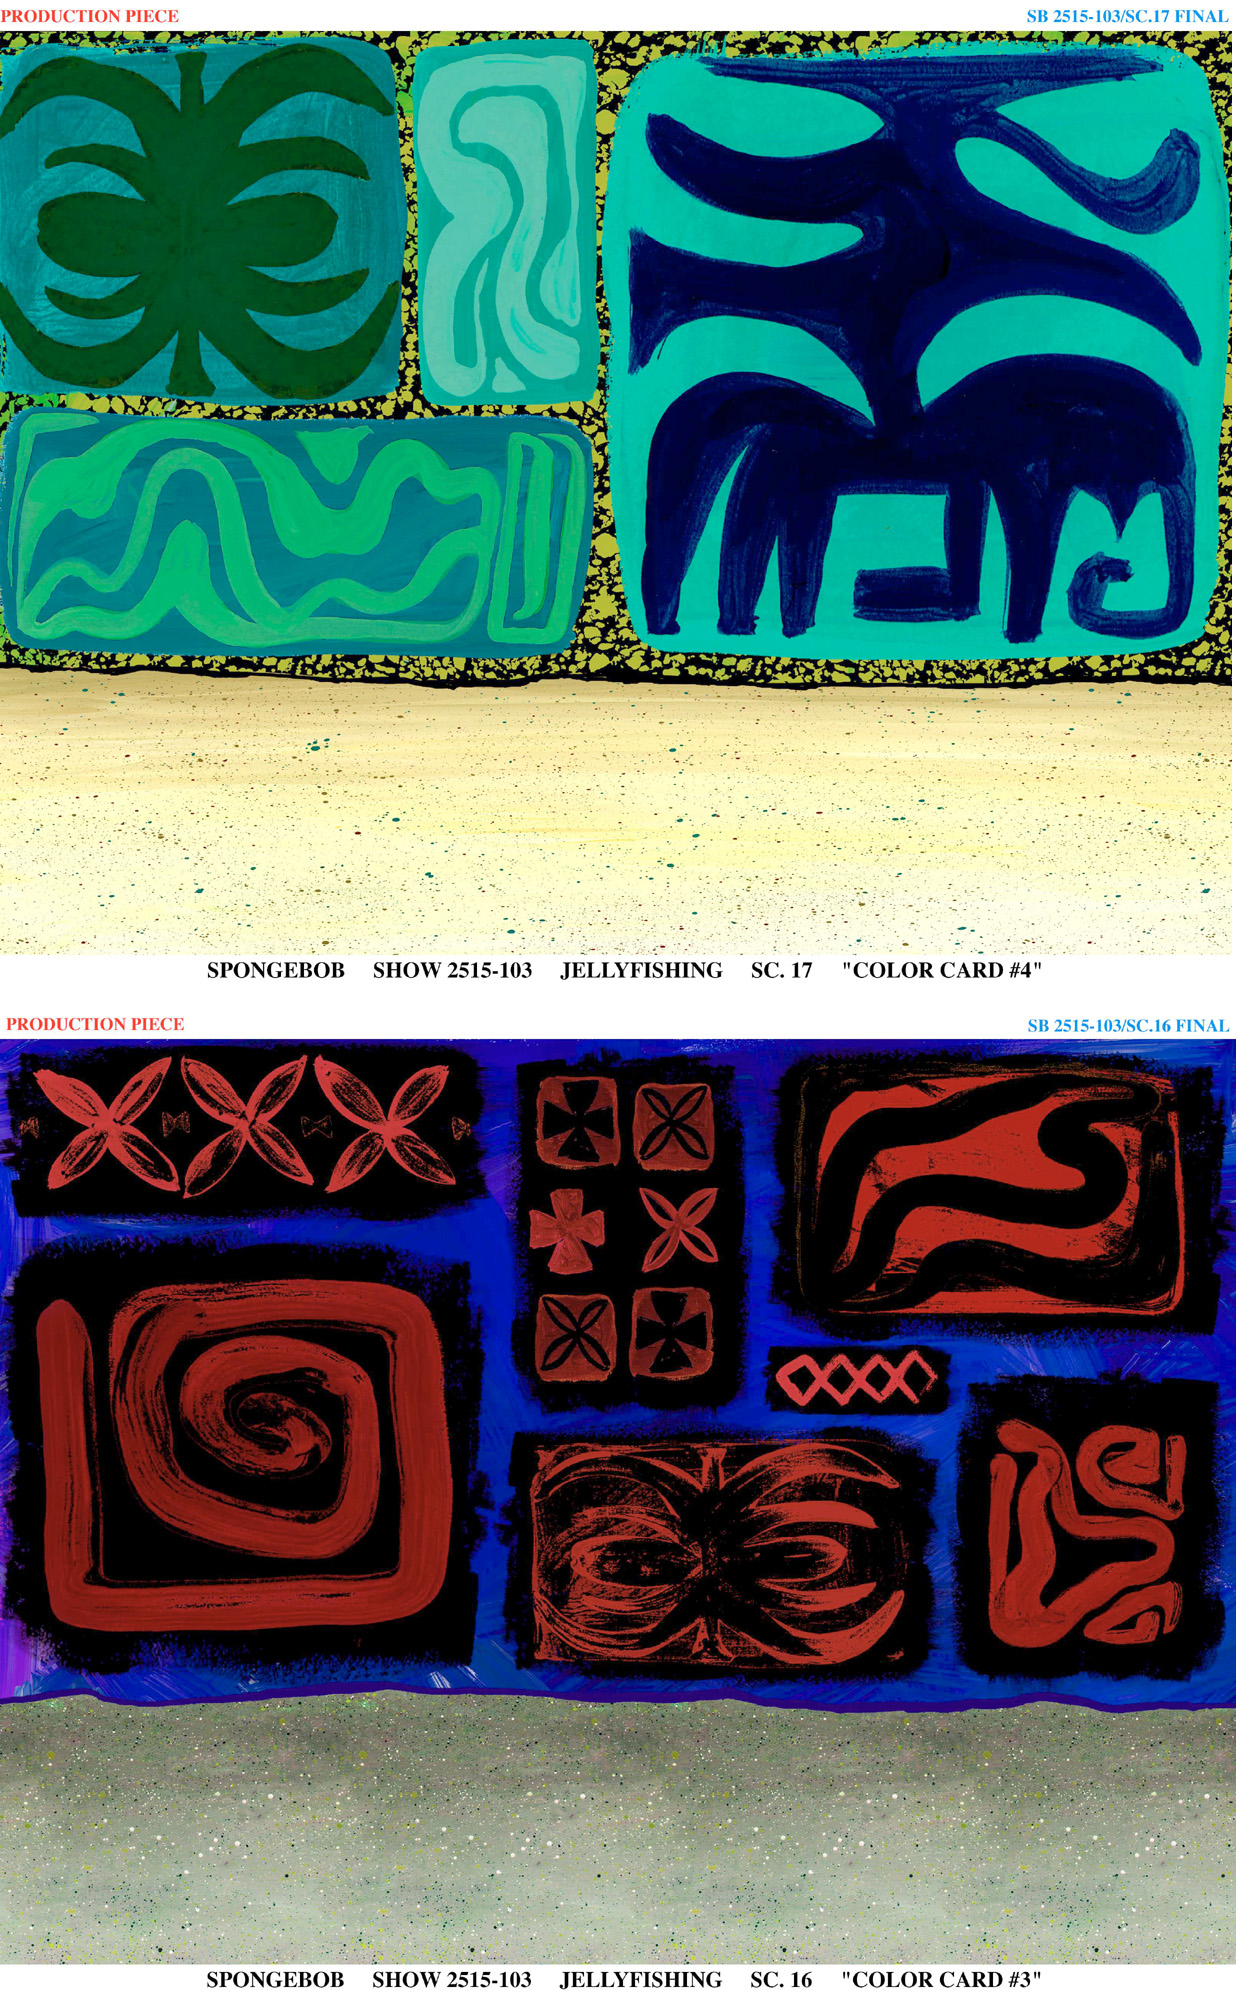 PRODUCTION PIECE SB 2515-103/SC.17 FINAL
SPONGEBOB SHOW 2515-103 JELLYFISHING SC. 17 "COLOR CARD #4"
PRODUCTION PIECE SB 2515-103/SC.16 FINAL
SPONGEBOB SHOW 2515-103 JELLYFISHING SC. 16 "COLOR CARD #3"